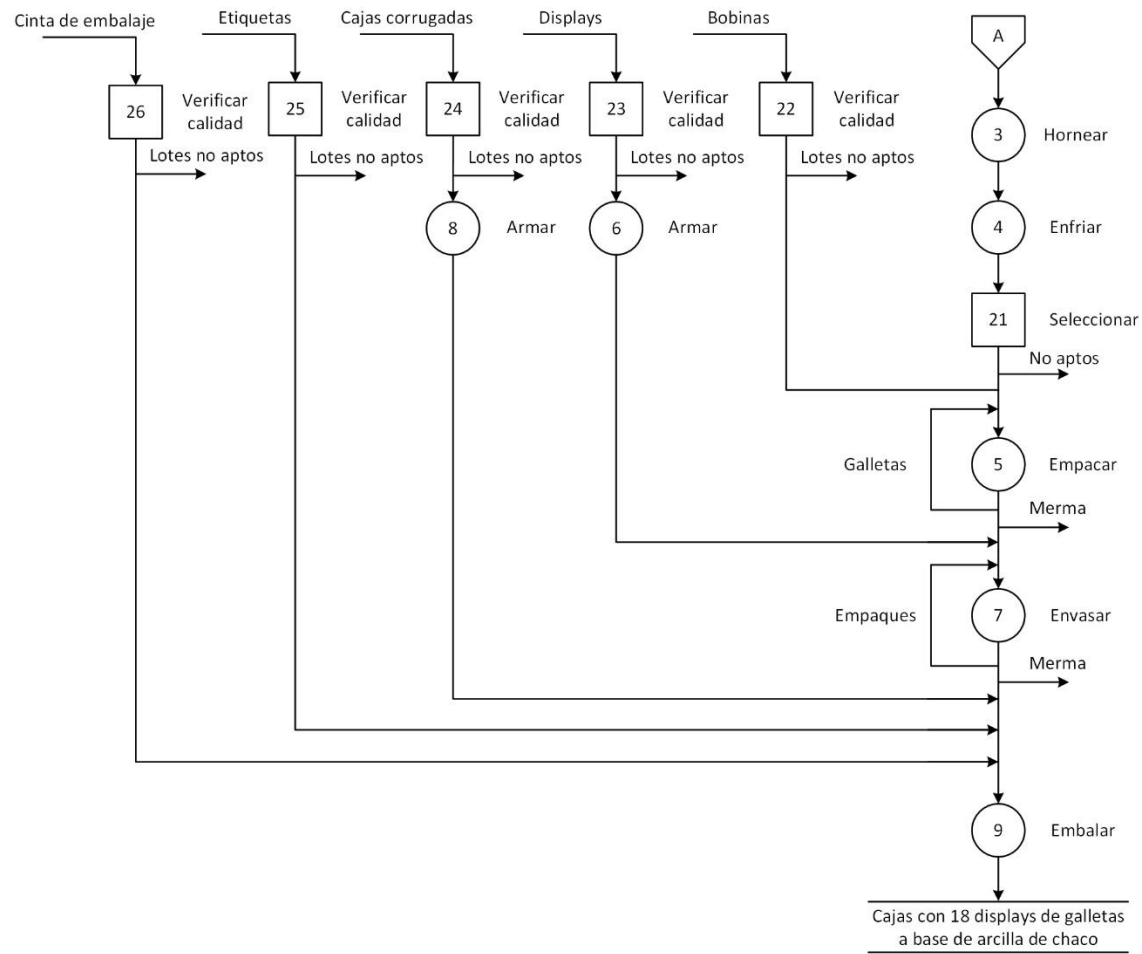 Cinta de embalaje
Etiquetas
Cajas corrugadas
Displays
Bobinas
A
26
Verificar
calidad
25
Verificar
calidad
24
Verificar
calidad
23
Verificar
calidad
22
Verificar
calidad
3
Hornear
Lotes no aptos
Lotes no aptos
Lotes no aptos
Lotes no aptos
Lotes no aptos
8
Armar
6
Armar
4
Enfriar
21
Seleccionar
No aptos
Galletas
5
Empacar
Merma
Empaques
7
Envasar
Merma
9
Embalar
Cajas con 18 displays de galletas
a base de arcilla de chaco